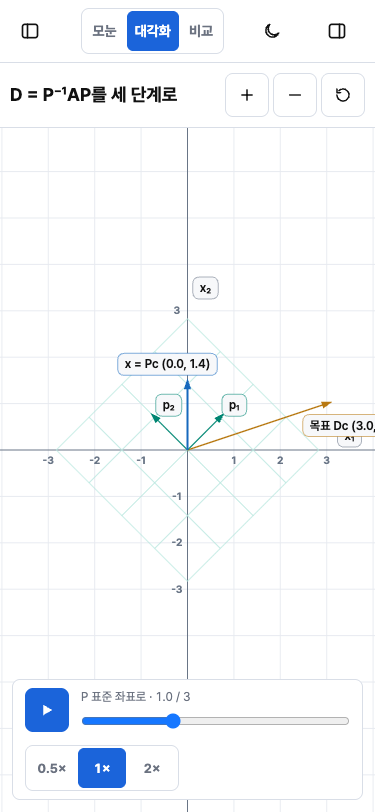 모눈 대각화 비교
D = P⁻¹AP를 세 단계로
x₂
3
x = Pc (0.0, 1.4)
p₂ p₁
목표 Dc (3.0,
-3 -2 -1 1 2 3
-1
-2
-3
P 표준 좌표로 · 1.0 / 3
0.5× 1× 2×